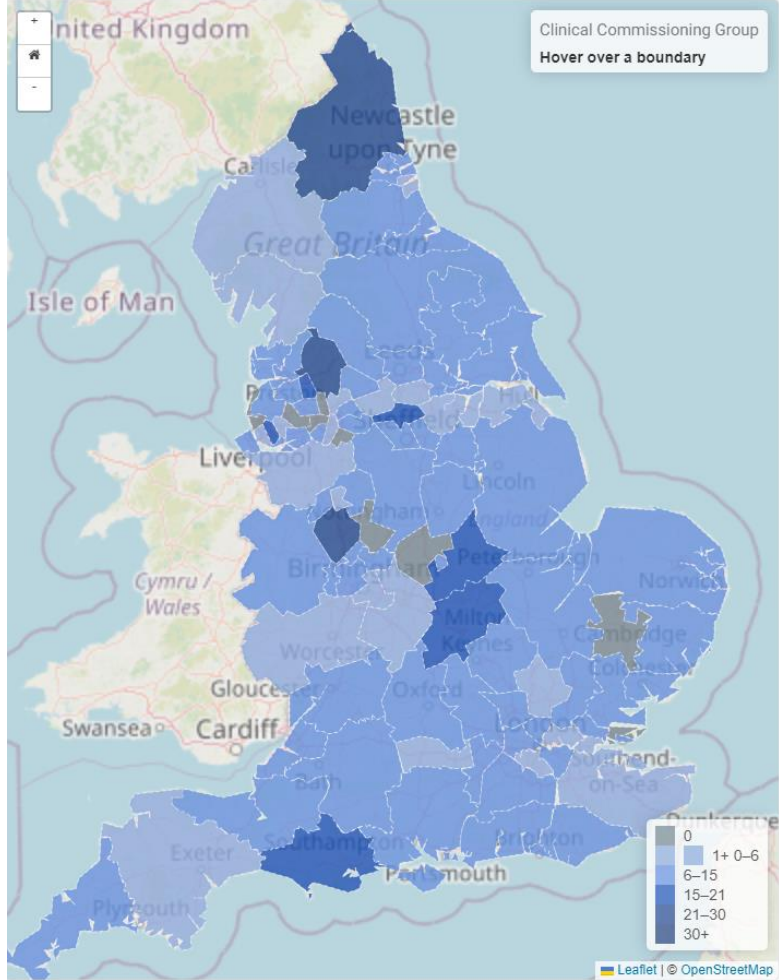 +
-
United Kingdom
Clinical Commissioning Group
Hover over a boundary
Newcastle
upon Tyne
Carlisle
Great Britain
Isle of Man
Leeds
Preston
Hull
Sheffield
Liverpool
Lincoln
Nottingham
England
Birmingham
Peterborough
Norwich
Cymru /
Wales
Milton
Keynes
Cambridge
Worcester
Colchester
Gloucester
Oxford
Swansea
Cardiff
London
Southend-
on-Sea
Bath
Dunkerque
Southampton
Brighton
Exeter
Portsmouth
Plymouth
0
1+ 0–6
6–15
15–21
21–30
30+
Leaflet | © OpenStreetMap